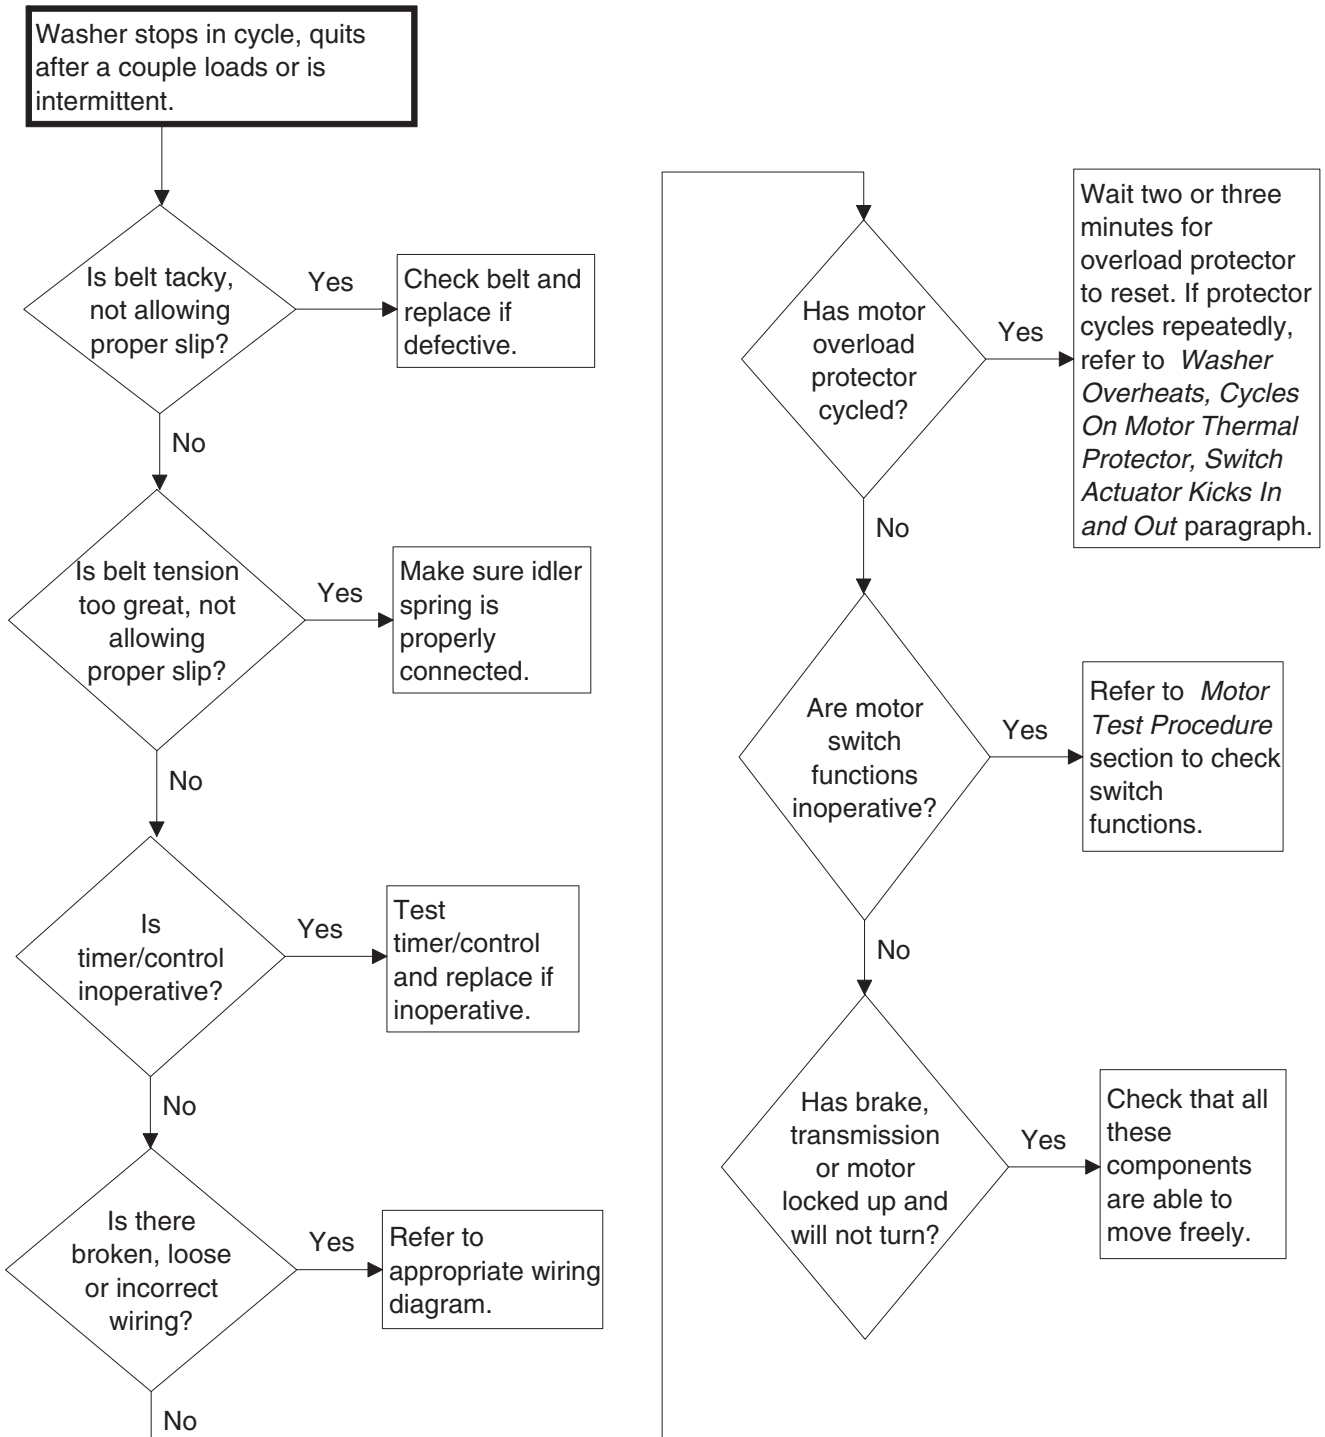 Washer stops in cycle, quits
after a couple loads or is
intermittent.
Is belt tacky,
not allowing
proper slip?
Yes
Check belt and
replace if
defective.
No
Is belt tension
too great, not
allowing
proper slip?
Yes
Make sure idler
spring is
properly
connected.
No
Is
timer/control
inoperative?
Yes
Test
timer/control
and replace if
inoperative.
No
Is there
broken, loose
or incorrect
wiring?
Yes
Refer to
appropriate wiring
diagram.
No
Has motor
overload
protector
cycled?
Yes
Wait two or three
minutes for
overload protector
to reset. If protector
cycles repeatedly,
refer to Washer
Overheats, Cycles
On Motor Thermal
Protector, Switch
Actuator Kicks In
and Out paragraph.
No
Are motor
switch
functions
inoperative?
Yes
Refer to Motor
Test Procedure
section to check
switch
functions.
No
Has brake,
transmission
or motor
locked up and
will not turn?
Yes
Check that all
these
components
are able to
move freely.